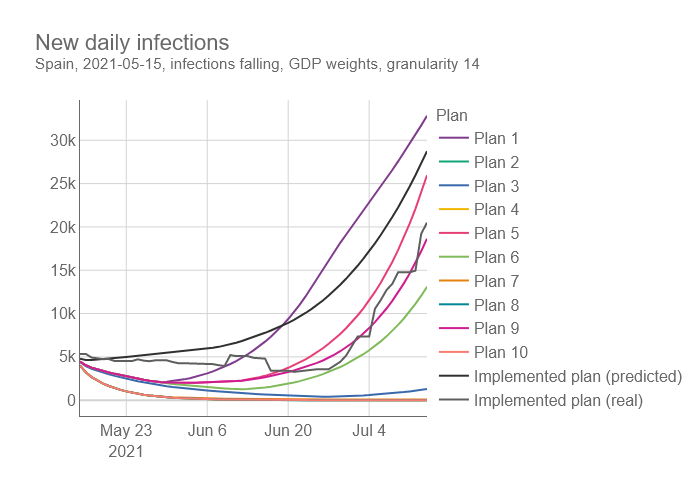 New daily infections
Spain, 2021-05-15, infections falling, GDP weights, granularity 14
30k
25k
20k
15k
10k
5k
0
May 23
2021
Jun 6
Jun 20
Jul 4
Plan
Plan 1
Plan 2
Plan 3
Plan 4
Plan 5
Plan 6
Plan 7
Plan 8
Plan 9
Plan 10
Implemented plan (predicted)
Implemented plan (real)